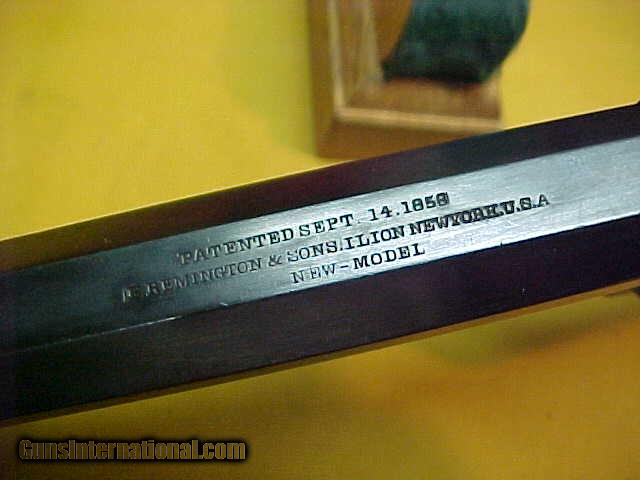 PATENTED SEPT. 14.1858
E. REMINGTON & SONS. ILION NEWYORK. U.S.A
NEW-MODEL
GunsInternational.com